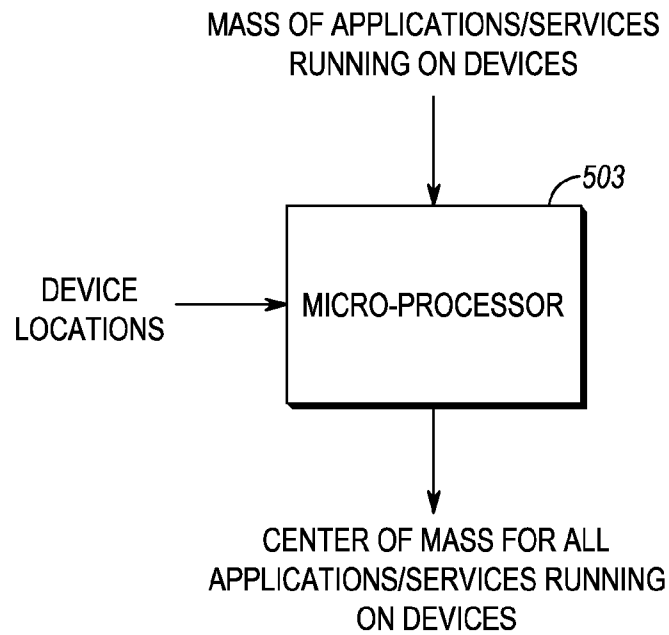 MASS OF APPLICATIONS/SERVICES
RUNNING ON DEVICES
503
DEVICE
LOCATIONS
MICRO-PROCESSOR
CENTER OF MASS FOR ALL
APPLICATIONS/SERVICES RUNNING
ON DEVICES